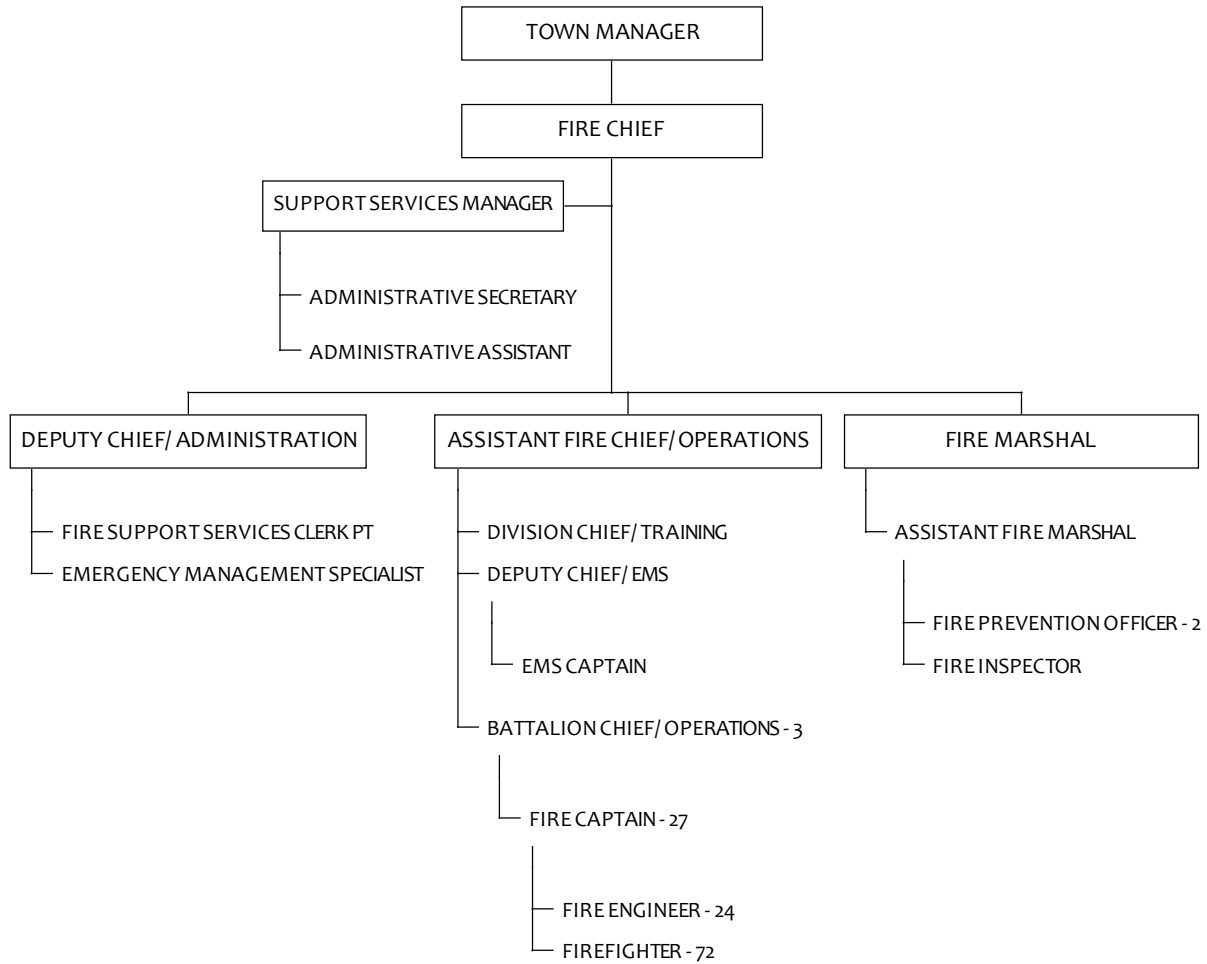 TOWN MANAGER
FIRE CHIEF
SUPPORT SERVICES MANAGER
ADMINISTRATIVE SECRETARY
ADMINISTRATIVE ASSISTANT
DEPUTY CHIEF/ ADMINISTRATION
FIRE SUPPORT SERVICES CLERK PT
EMERGENCY MANAGEMENT SPECIALIST
ASSISTANT FIRE CHIEF/ OPERATIONS
DIVISION CHIEF/ TRAINING
DEPUTY CHIEF/ EMS
EMS CAPTAIN
BATTALION CHIEF/ OPERATIONS - 3
FIRE CAPTAIN - 27
FIRE ENGINEER - 24
FIREFIGHTER - 72
FIRE MARSHAL
ASSISTANT FIRE MARSHAL
FIRE PREVENTION OFFICER - 2
FIRE INSPECTOR